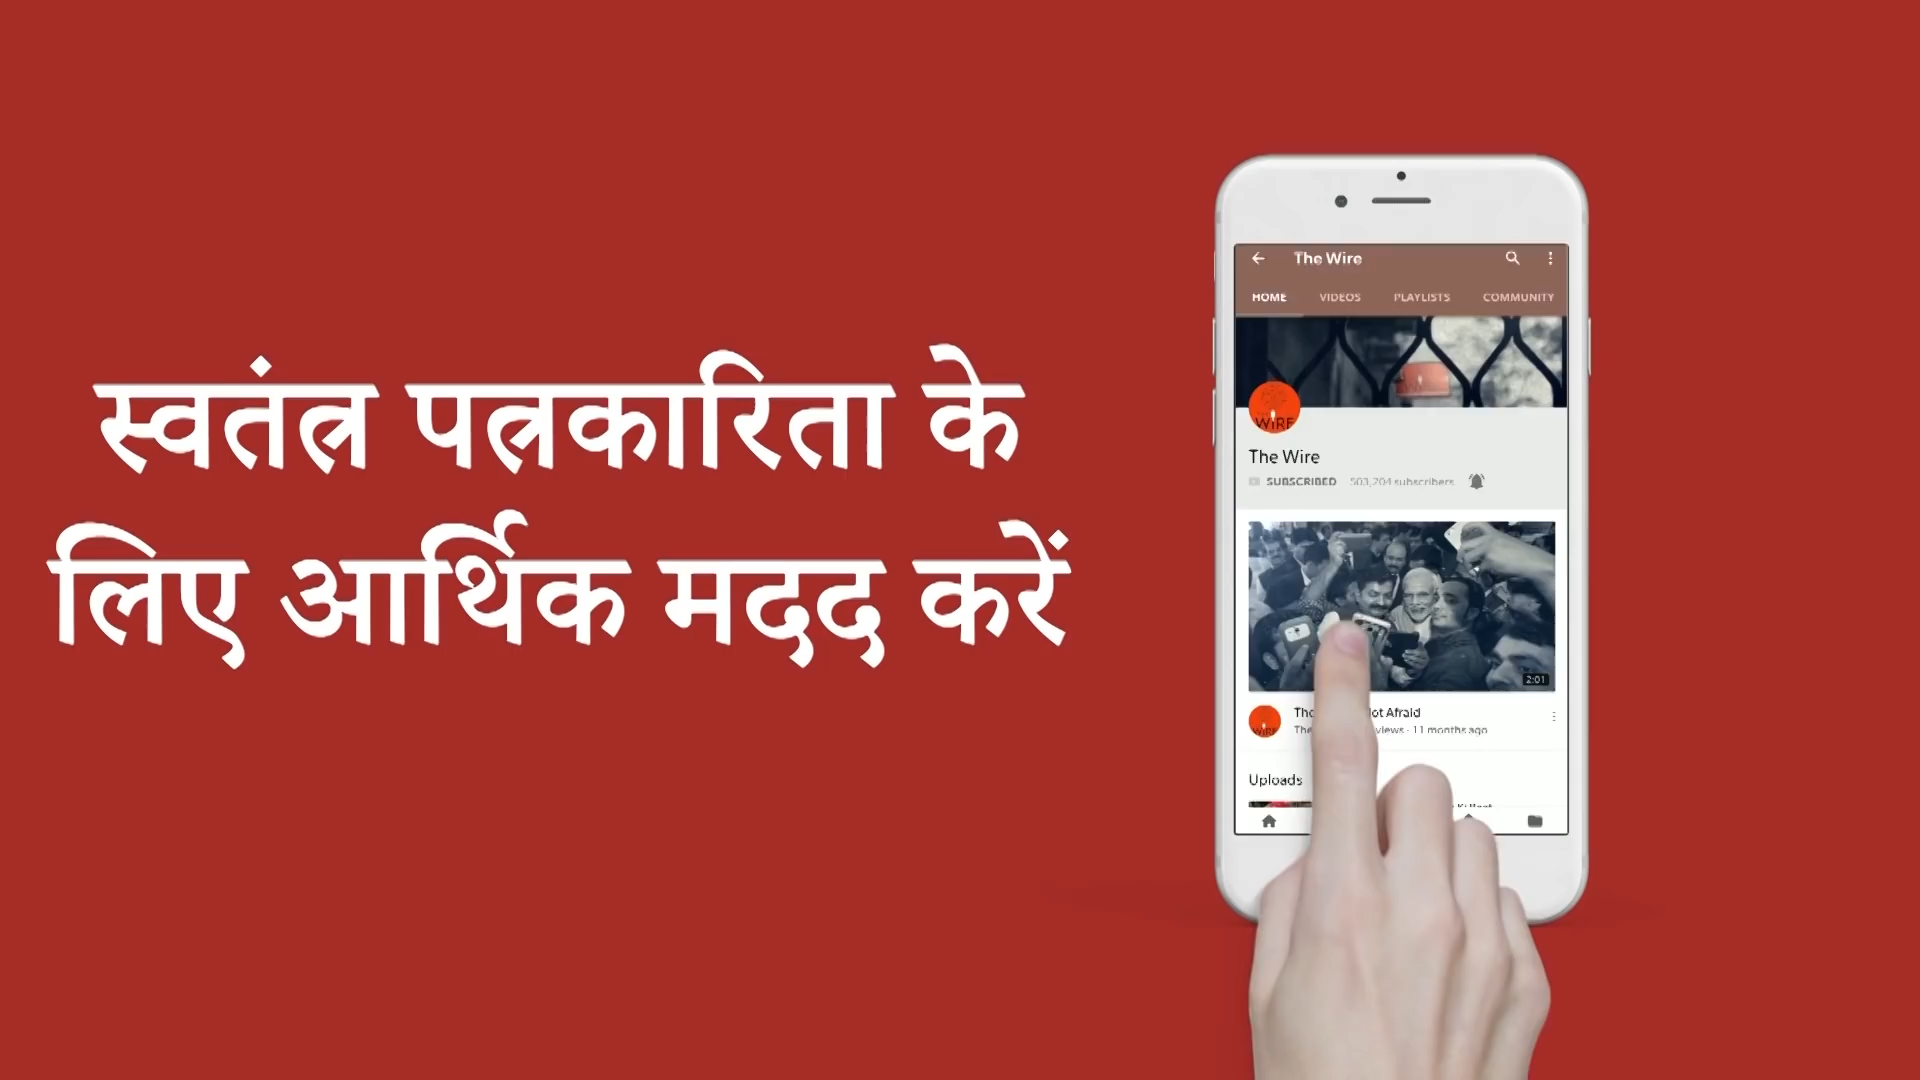 स्वतंत्र पत्रकारिता के
लिए आर्थिक मदद करें
The Wire
HOME VIDEOS PLAYLISTS COMMUNITY
WIRE
The Wire
SUBSCRIBED 503,204 subscribers
2:01
Afraid
views · 11 months ago
Uploads